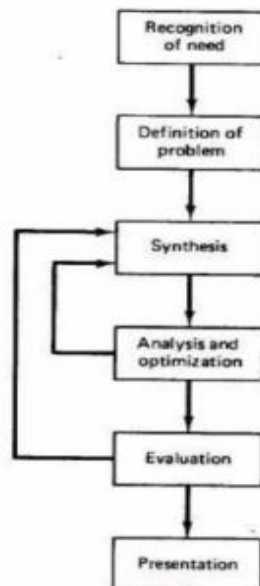 Recognition
of need
Definition of
problem
Synthesis
Analysis and
optimization
Evaluation
Presentation